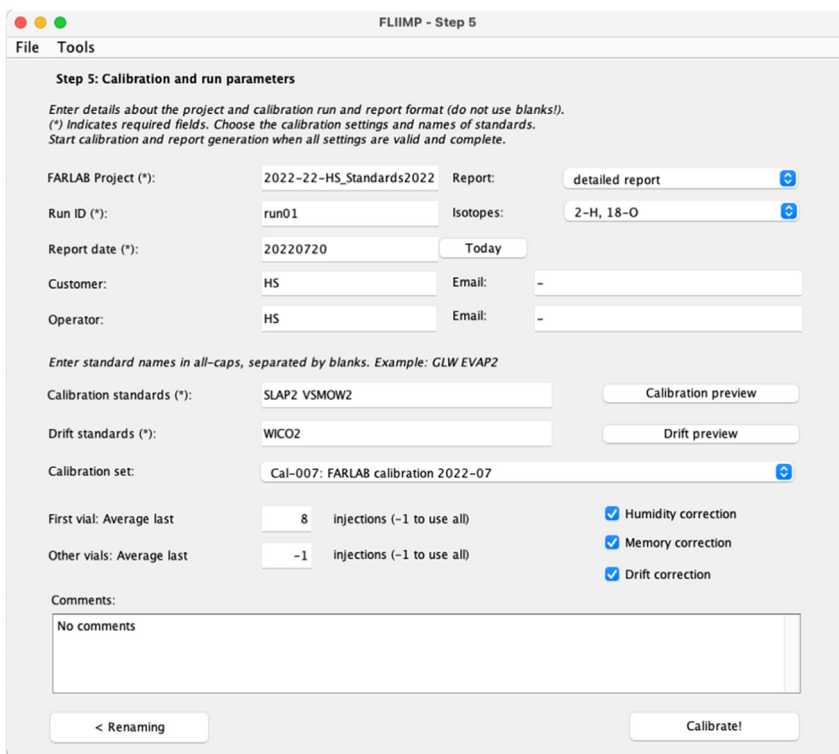 FLIIMP - Step 5
File Tools
Step 5: Calibration and run parameters
Enter details about the project and calibration run and report format (do not use blanks!).
(*) Indicates required fields. Choose the calibration settings and names of standards.
Start calibration and report generation when all settings are valid and complete.
FARLAB Project (*): 2022-22-HS_Standards2022 Report: detailed report
Run ID (*): run01 Isotopes: 2-H, 18-O
Report date (*): 20220720 Today
Customer: HS Email: -
Operator: HS Email: -
Enter standard names in all-caps, separated by blanks. Example: GLW EVAP2
Calibration standards (*): SLAP2 VSMOW2 Calibration preview
Drift standards (*): WICO2 Drift preview
Calibration set: Cal-007: FARLAB calibration 2022-07
First vial: Average last 8 injections (-1 to use all) Humidity correction
Other vials: Average last -1 injections (-1 to use all) Memory correction
Drift correction
Comments:
No comments
< Renaming Calibrate!